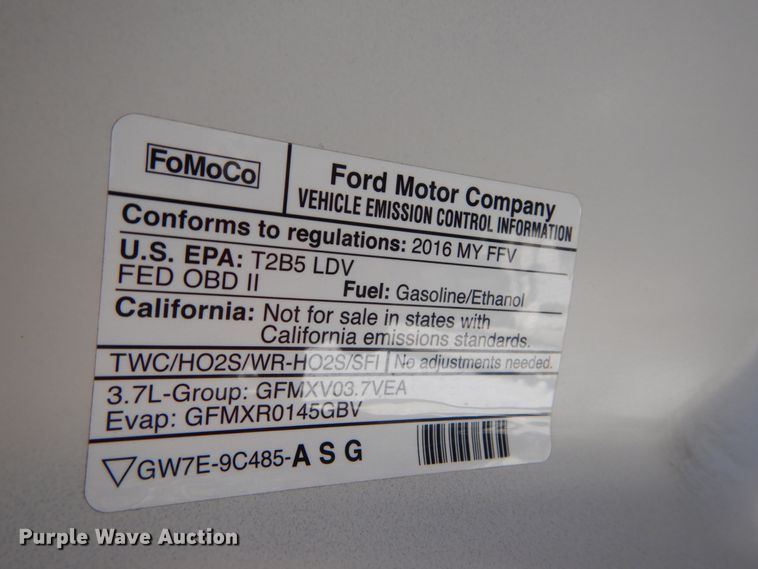 FoMoCo
Ford Motor Company
VEHICLE EMISSION CONTROL INFORMATION
Conforms to regulations: 2016 MY FFV
U.S. EPA: T2B5 LDV
FED OBD II Fuel: Gasoline/Ethanol
California: Not for sale in states with
California emissions standards.
TWC/HO2S/WR-HO2S/SFI No adjustments needed.
3.7L-Group: GFMXV03.7VEA
Evap: GFMXR0145GBV
GW7E-9C485-ASG
Purple Wave Auction